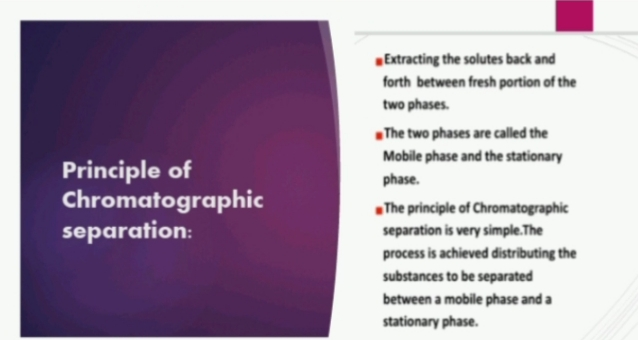 Principle of
Chromatographic
separation:
Extracting the solutes back and
forth between fresh portion of the
two phases.
The two phases are called the
Mobile phase and the stationary
phase.
The principle of Chromatographic
separation is very simple.The
process is achieved distributing the
substances to be separated
between a mobile phase and a
stationary phase.